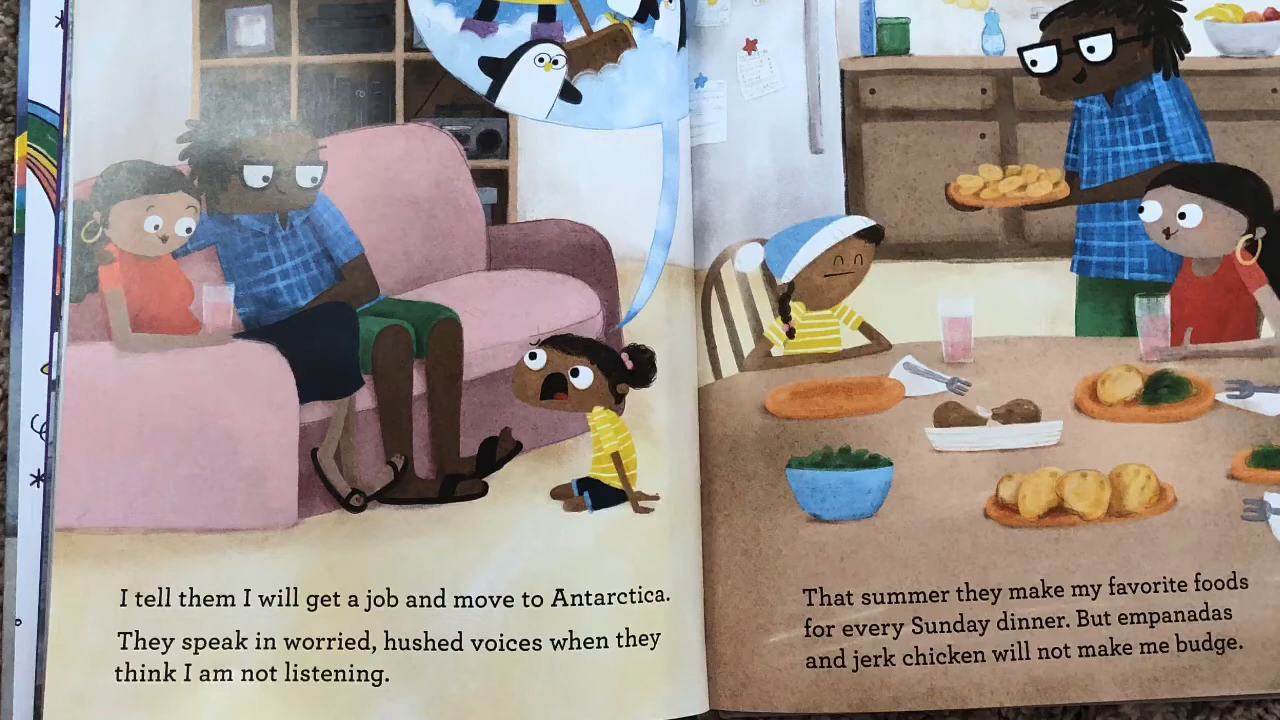 I tell them I will get a job and move to Antarctica.
They speak in worried, hushed voices when they
think I am not listening.
That summer they make my favorite foods
for every Sunday dinner. But empanadas
and jerk chicken will not make me budge.